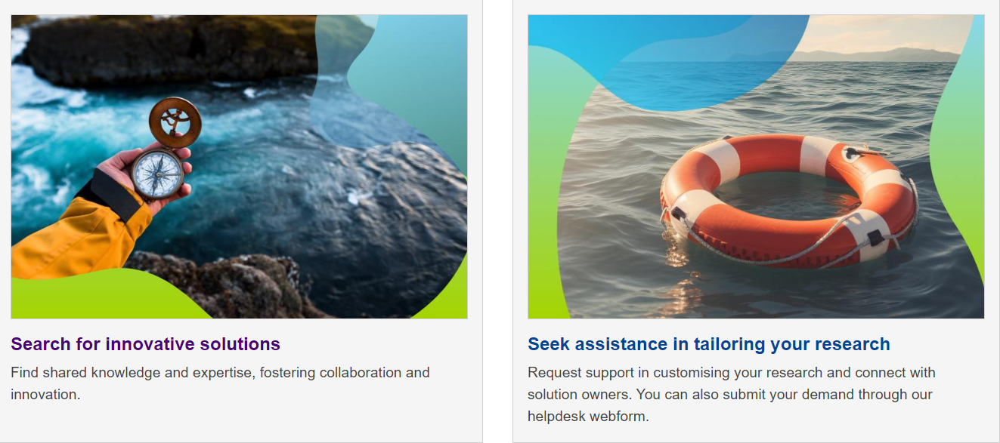 Search for innovative solutions
Find shared knowledge and expertise, fostering collaboration and
innovation.
Seek assistance in tailoring your research
Request support in customising your research and connect with
solution owners. You can also submit your demand through our
helpdesk webform.